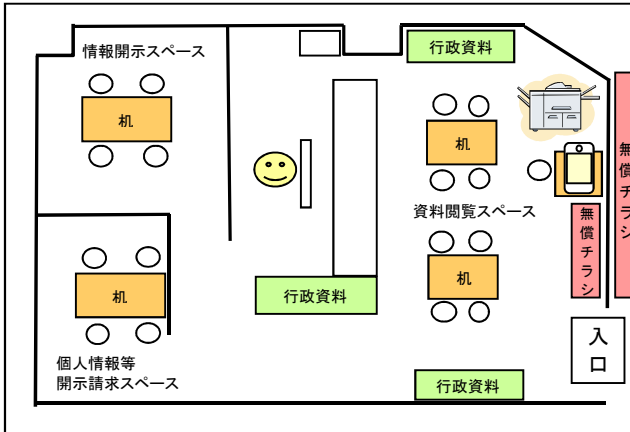 情報開示スペース
机
行政資料
机
無償チラシ
資料閲覧スペース
無償チラシ
机
机
行政資料
入口
個人情報等
開示請求スペース
行政資料